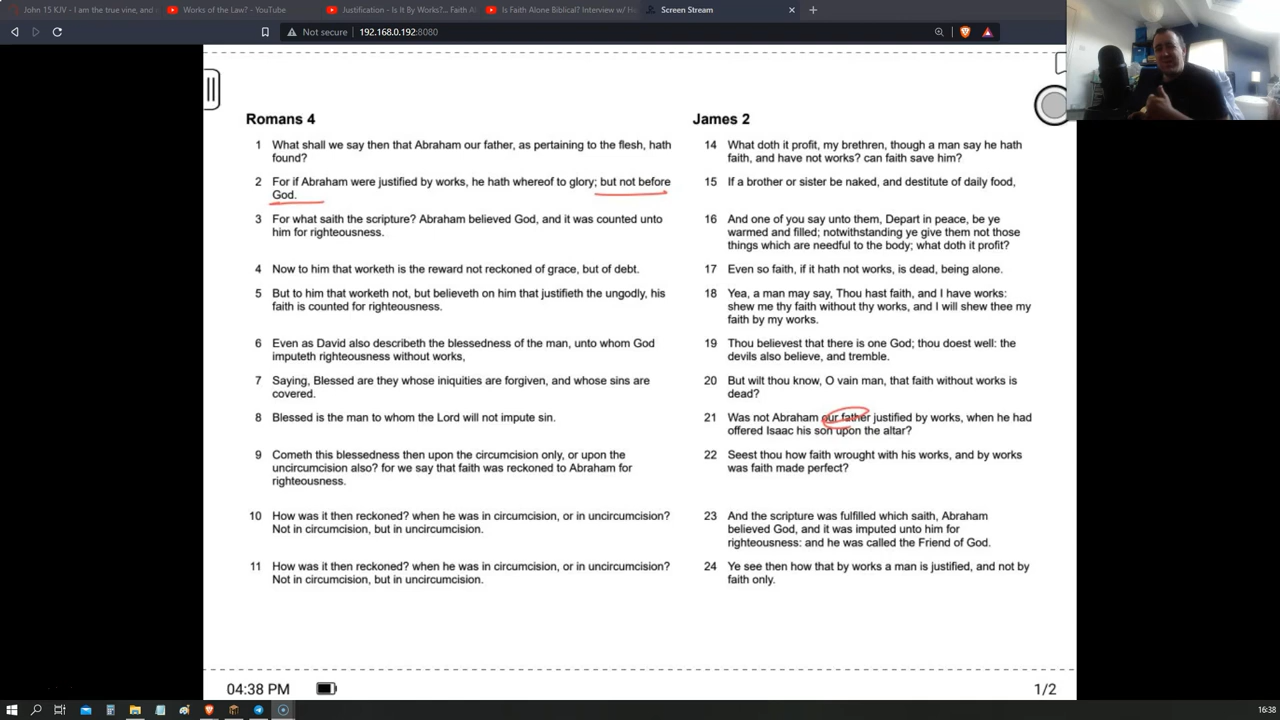 John 15 KJV - I am the true vine, and
Works of the Law? - YouTube
Justification - Is It By Works?... Faith Al
Is Faith Alone Biblical? Interview w/ H
Screen Stream
Not secure
192.168.0.192:8080
Romans 4
1 What shall we say then that Abraham our father, as pertaining to the flesh, hath
found?
2 For if Abraham were justified by works, he hath whereof to glory; but not before
God.
3 For what saith the scripture? Abraham believed God, and it was counted unto
him for righteousness.
4 Now to him that worketh is the reward not reckoned of grace, but of debt.
5 But to him that worketh not, but believeth on him that justifieth the ungodly, his
faith is counted for righteousness.
6 Even as David also describeth the blessedness of the man, unto whom God
imputeth righteousness without works,
7 Saying, Blessed are they whose iniquities are forgiven, and whose sins are
covered.
8 Blessed is the man to whom the Lord will not impute sin.
9 Cometh this blessedness then upon the circumcision only, or upon the
uncircumcision also? for we say that faith was reckoned to Abraham for
righteousness.
10 How was it then reckoned? when he was in circumcision, or in uncircumcision?
Not in circumcision, but in uncircumcision.
11 How was it then reckoned? when he was in circumcision, or in uncircumcision?
Not in circumcision, but in uncircumcision.
James 2
14 What doth it profit, my brethren, though a man say he hath
faith, and have not works? can faith save him?
15 If a brother or sister be naked, and destitute of daily food,
16 And one of you say unto them, Depart in peace, be ye
warmed and filled; notwithstanding ye give them not those
things which are needful to the body; what doth it profit?
17 Even so faith, if it hath not works, is dead, being alone.
18 Yea, a man may say, Thou hast faith, and I have works:
shew me thy faith without thy works, and I will shew thee my
faith by my works.
19 Thou believest that there is one God; thou doest well: the
devils also believe, and tremble.
20 But wilt thou know, O vain man, that faith without works is
dead?
21 Was not Abraham our father justified by works, when he had
offered Isaac his son upon the altar?
22 Seest thou how faith wrought with his works, and by works
was faith made perfect?
23 And the scripture was fulfilled which saith, Abraham
believed God, and it was imputed unto him for
righteousness: and he was called the Friend of God.
24 Ye see then how that by works a man is justified, and not by
faith only.
04:38 PM
1/2
16:38